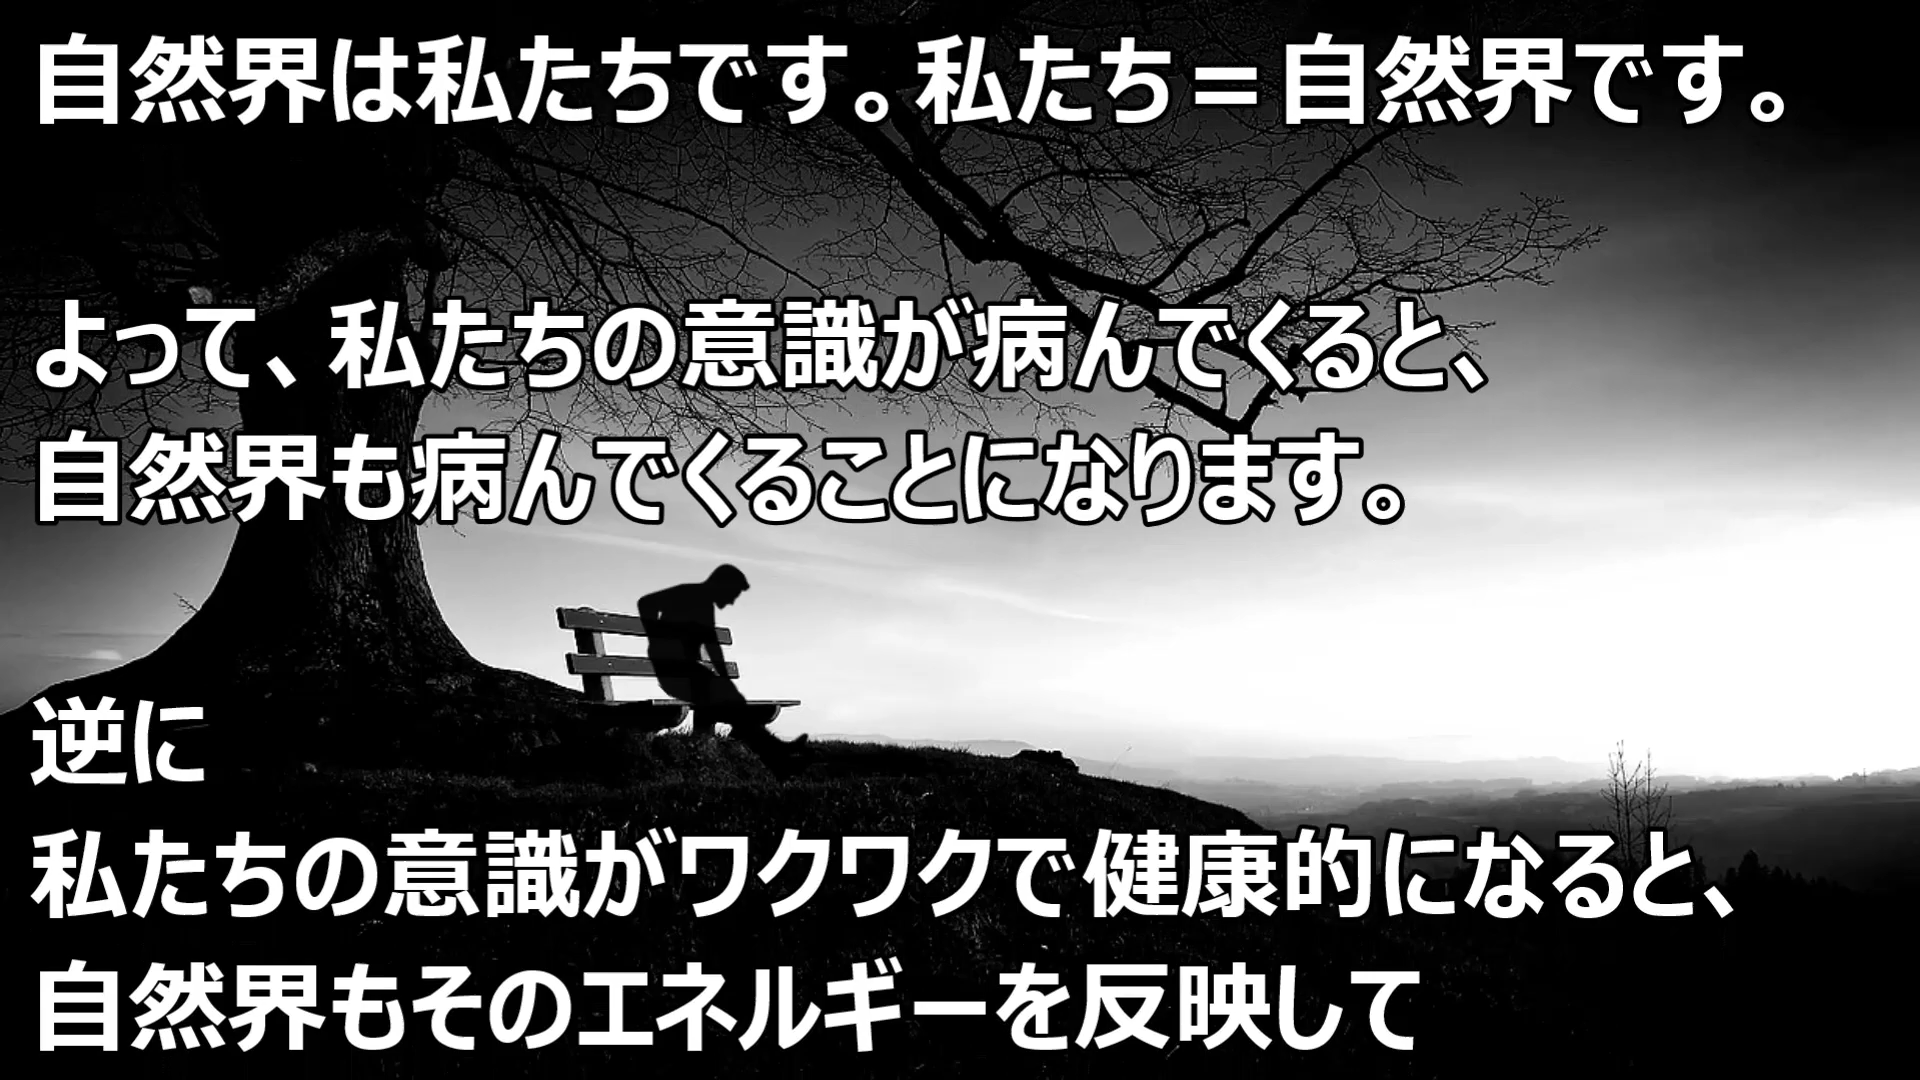 自然界は私たちです。私たち＝自然界です。
よって、私たちの意識が病んでくると、
自然界も病んでくることになります。
逆に
私たちの意識がワクワクで健康的になると、
自然界もそのエネルギーを反映して